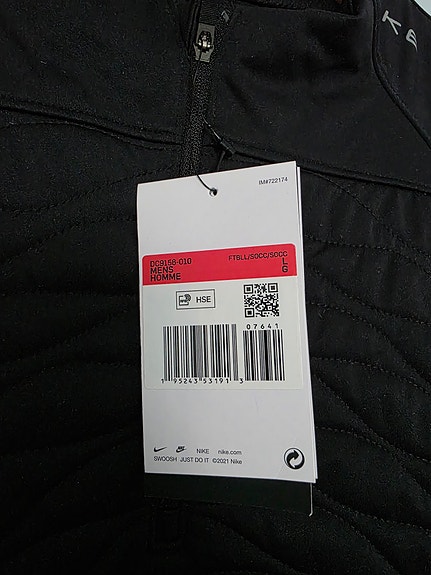 K
IM#722174
DC9158-010 FTBLL/SOCC/SOCC
MENS L
HOMME G
HSE
07641
1 95243 53191 3
NIKE nike.com
SWOOSH JUST DO IT ©2021 Nike